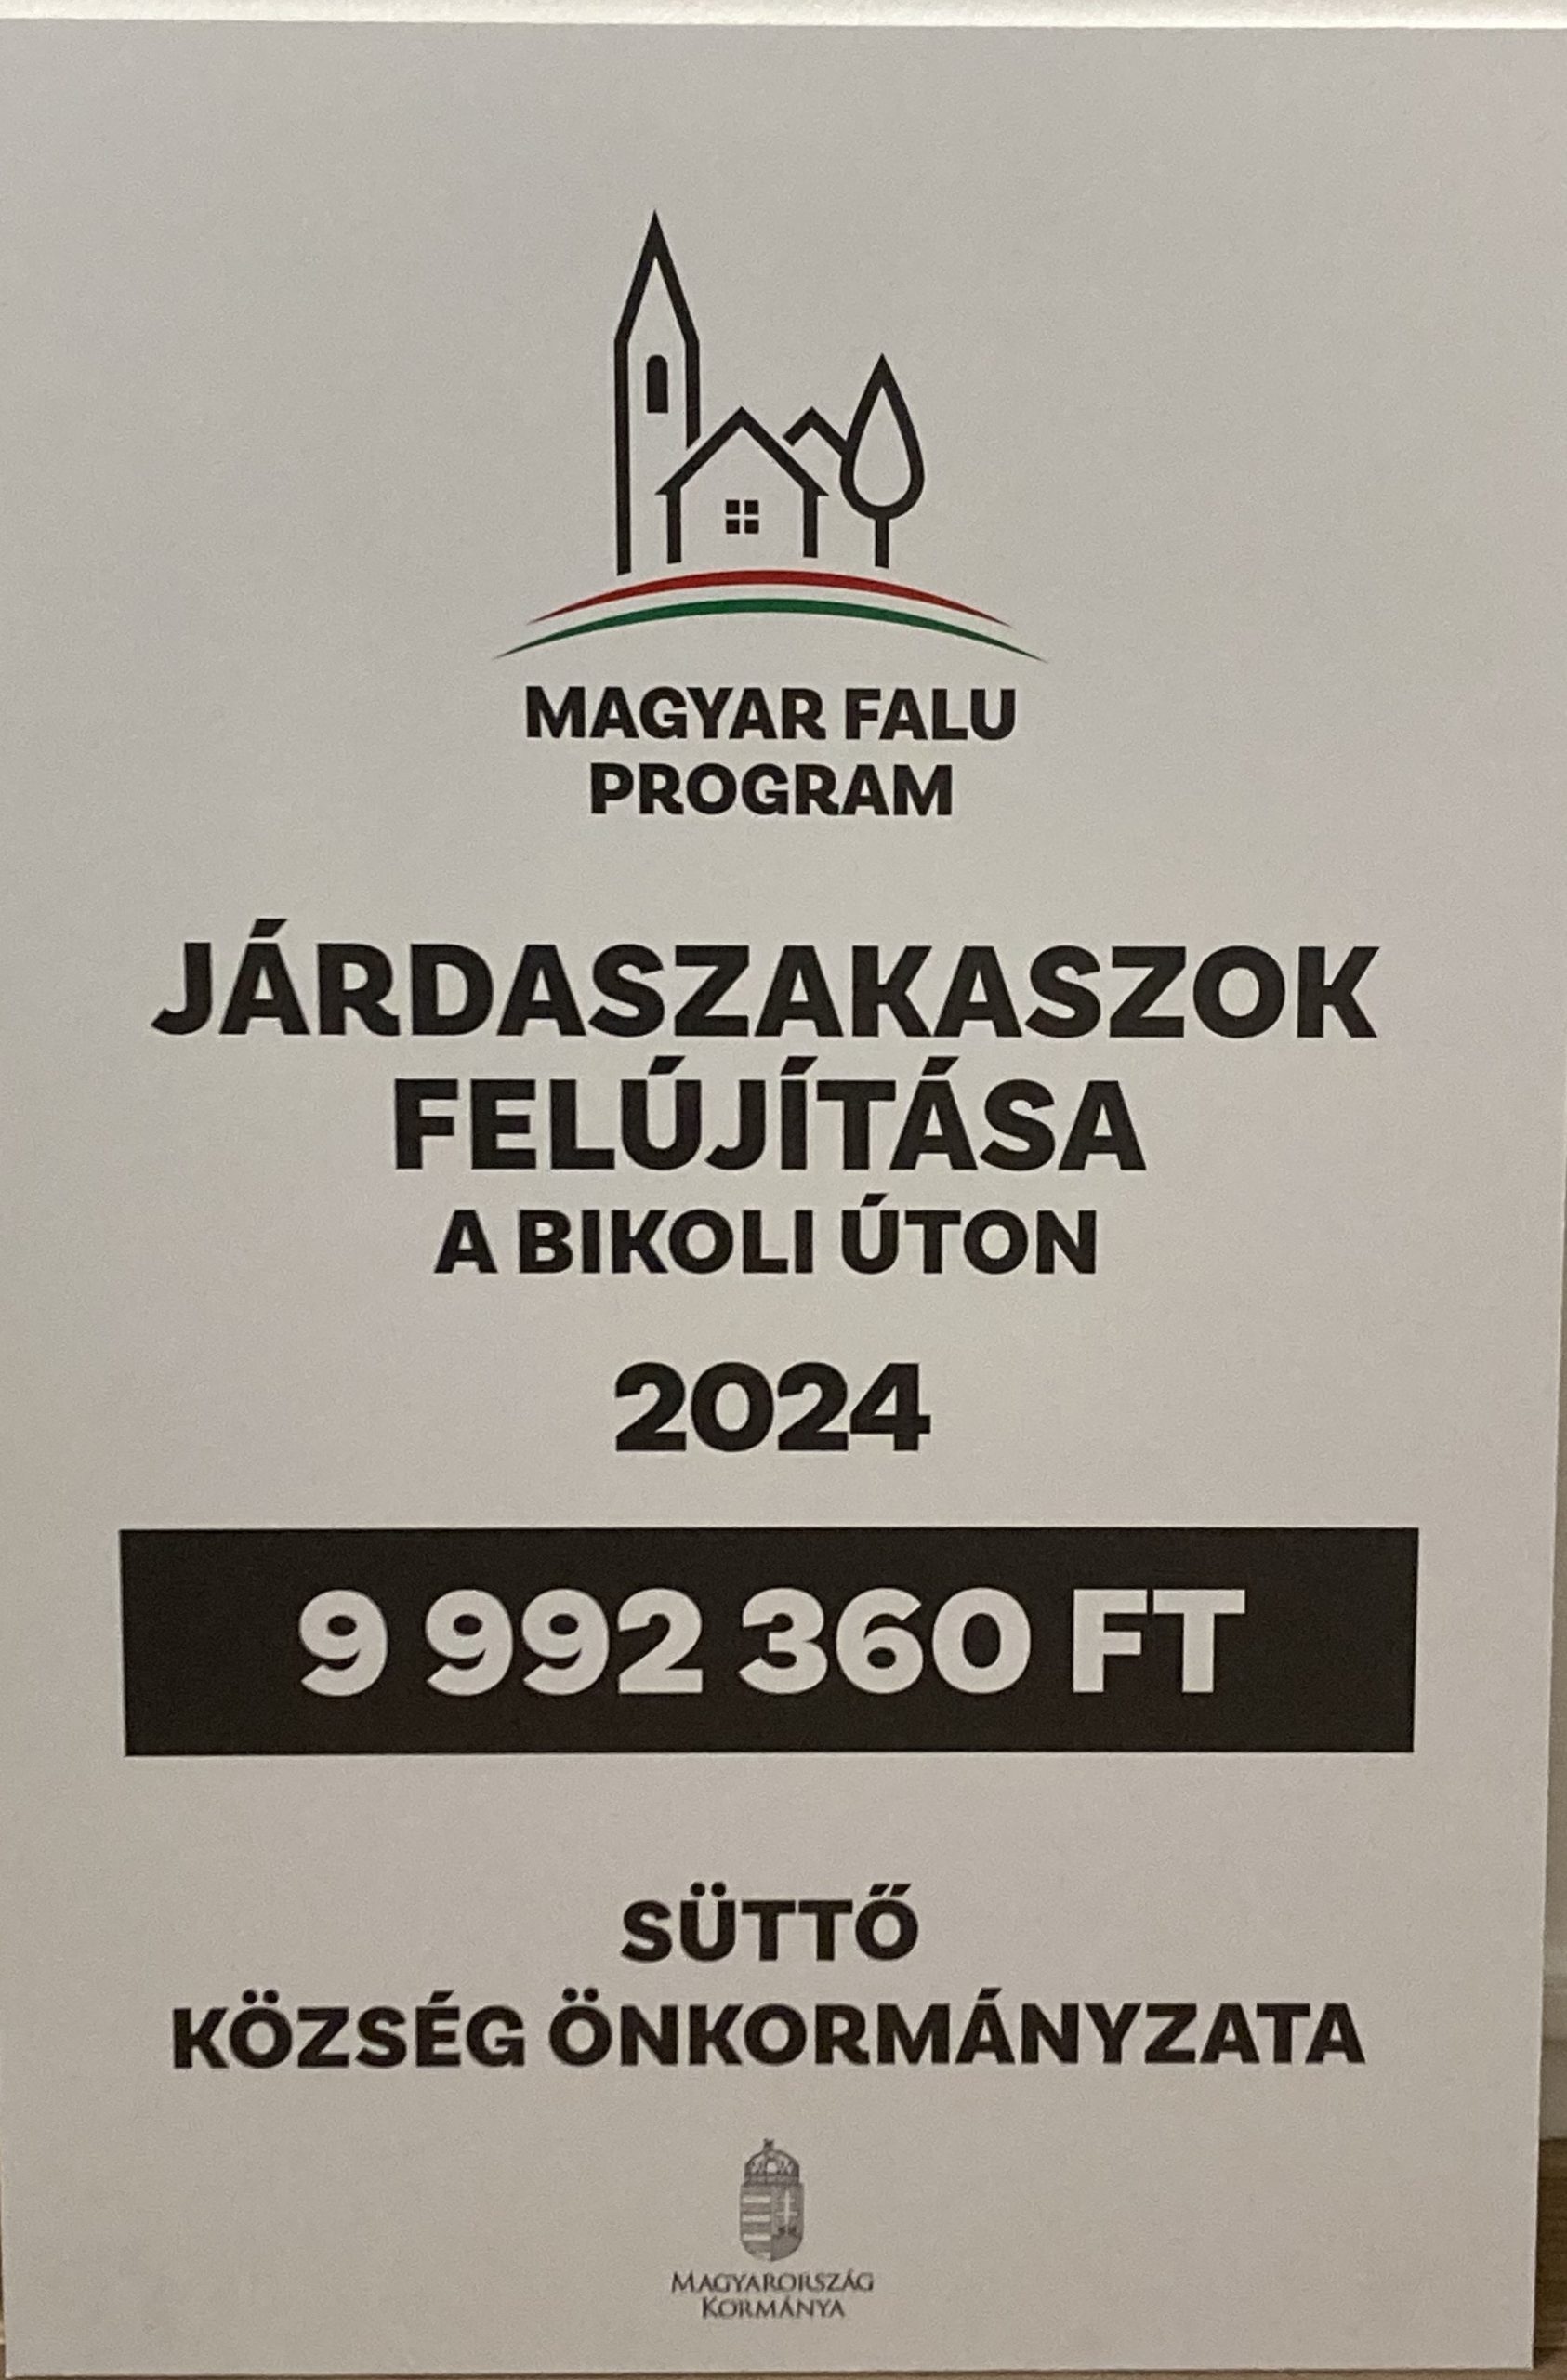 MAGYAR FALU
PROGRAM
JÁRDASZAKASZOK
FELÚJÍTÁSA
A BIKOLI ÚTON
2024
9 992 360 FT
SÜTTŐ
KÖZSÉG ÖNKORMÁNYZATA
MAGYARORSZÁG
KORMÁNYA